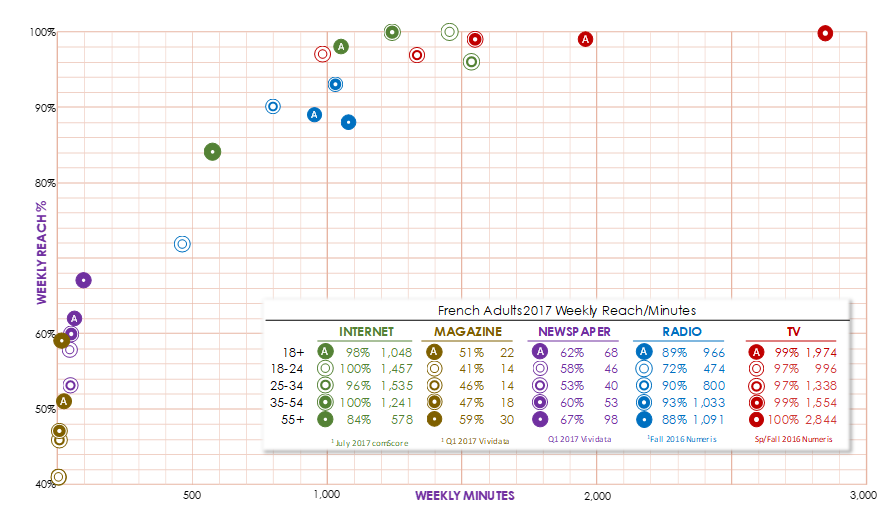 100%
90%
80%
60%
50%
40%
WEEKLY REACH %
A
A
A
A
A
French Adults2017 Weekly Reach/Minutes
INTERNET MAGAZINE NEWSPAPER RADIO TV
18+ A 98% 1,048 A 51% 22 A 62% 68 A 89% 966 A 99% 1,974
18-24 100% 1,457 41% 14 58% 46 72% 474 97% 996
25-34 96% 1,535 46% 14 53% 40 90% 800 97% 1,338
35-54 100% 1,241 47% 18 60% 53 93% 1,033 99% 1,554
55+ 84% 578 59% 30 67% 98 88% 1,091 100% 2,844
¹ July 2017 comScore ² Q1 2017 Vividata Q1 2017 Vividata ¹Fall 2016 Numeris Sp/Fall 2016 Numeris
500 1,000 WEEKLY MINUTES 2,000 3,000